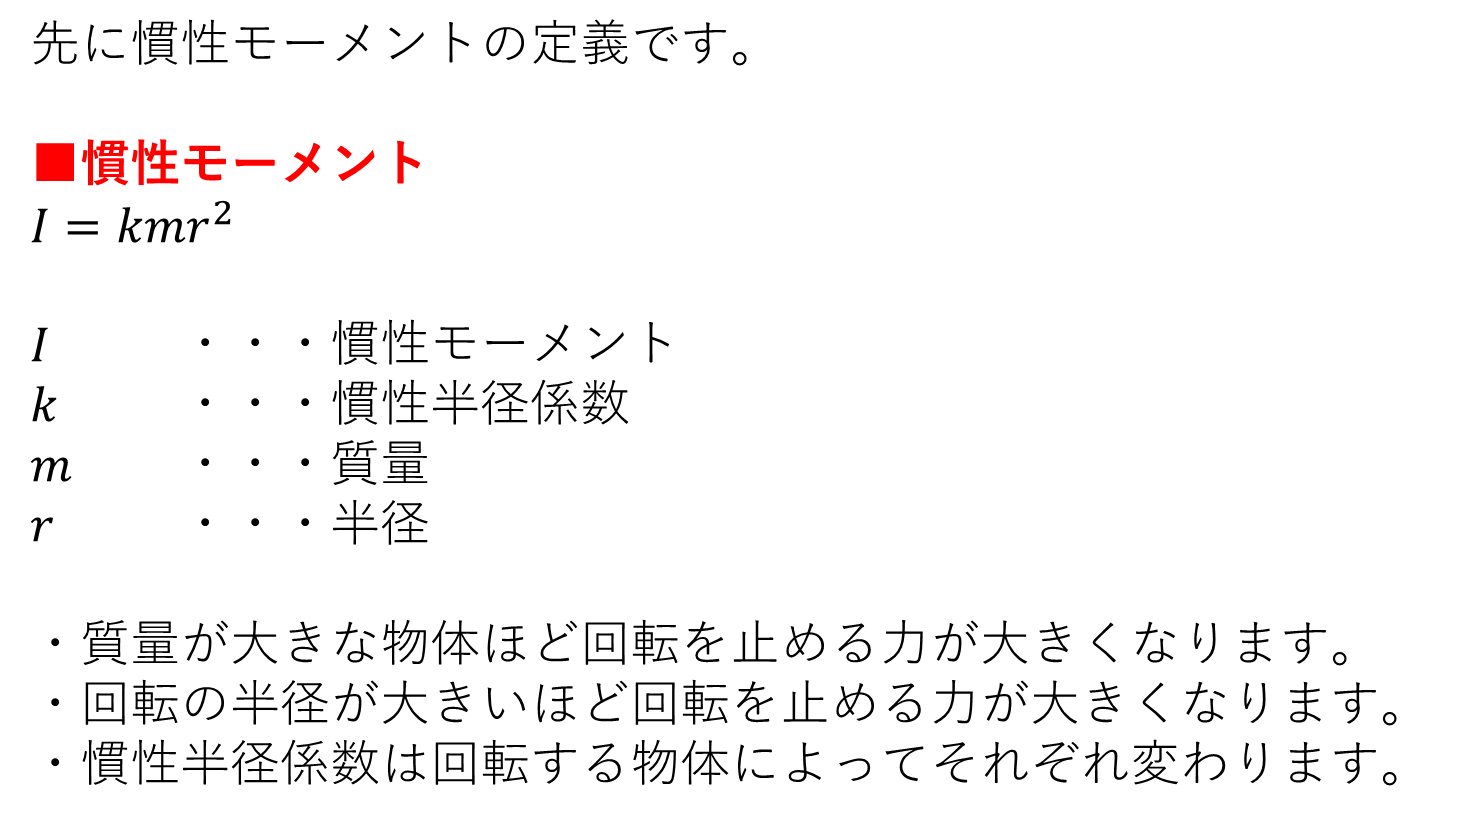 先に慣性モーメントの定義です。
■慣性モーメント
I = kmr²
I ・・・慣性モーメント
k ・・・慣性半径係数
m ・・・質量
r ・・・半径
・質量が大きな物体ほど回転を止める力が大きくなります。
・回転の半径が大きいほど回転を止める力が大きくなります。
・慣性半径係数は回転する物体によってそれぞれ変わります。